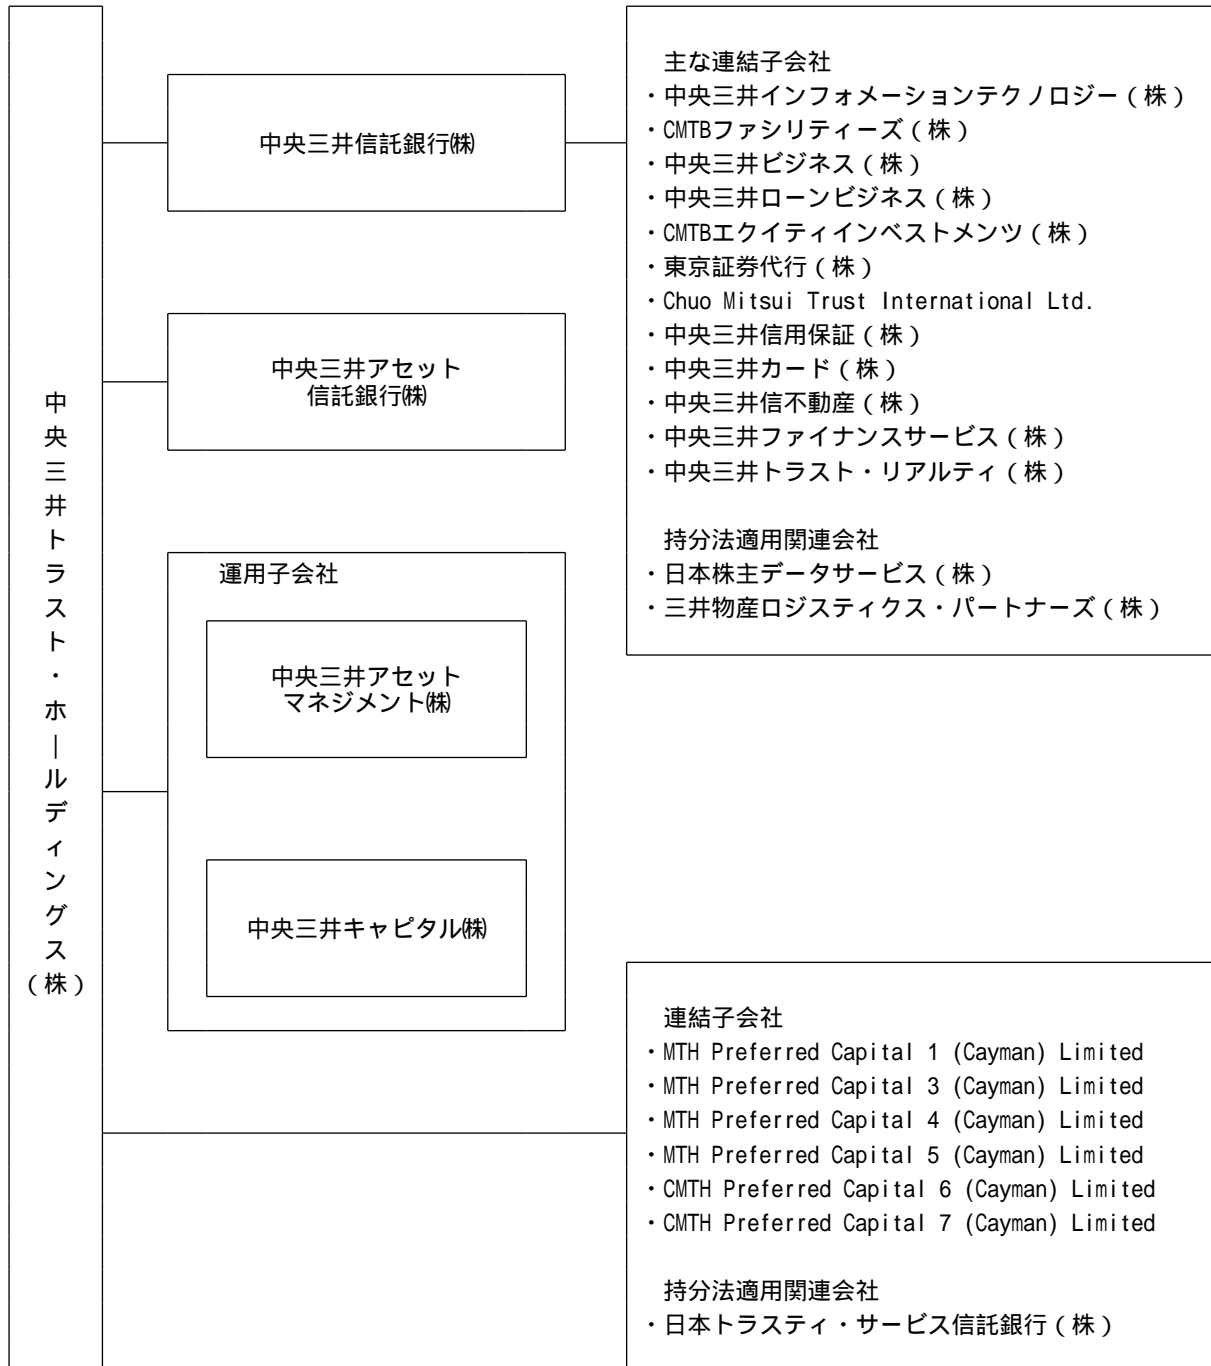 中央三井トラスト・ホールディングス(株)
中央三井信託銀行㈱
主な連結子会社
・中央三井インフォメーションテクノロジー(株)
・CMTBファシリティーズ(株)
・中央三井ビジネス(株)
・中央三井ローンビジネス(株)
・CMTBエクイティインベストメンツ(株)
・東京証券代行(株)
・Chuo Mitsui Trust International Ltd.
・中央三井信用保証(株)
・中央三井カード(株)
・中央三井信不動産(株)
・中央三井ファイナンスサービス(株)
・中央三井トラスト・リアルティ(株)
持分法適用関連会社
・日本株主データサービス(株)
・三井物産ロジスティクス・パートナーズ(株)
中央三井アセット
信託銀行㈱
運用子会社
中央三井アセット
マネジメント㈱
中央三井キャピタル㈱
連結子会社
・MTH Preferred Capital 1 (Cayman) Limited
・MTH Preferred Capital 3 (Cayman) Limited
・MTH Preferred Capital 4 (Cayman) Limited
・MTH Preferred Capital 5 (Cayman) Limited
・CMTH Preferred Capital 6 (Cayman) Limited
・CMTH Preferred Capital 7 (Cayman) Limited
持分法適用関連会社
・日本トラスティ・サービス信託銀行(株)